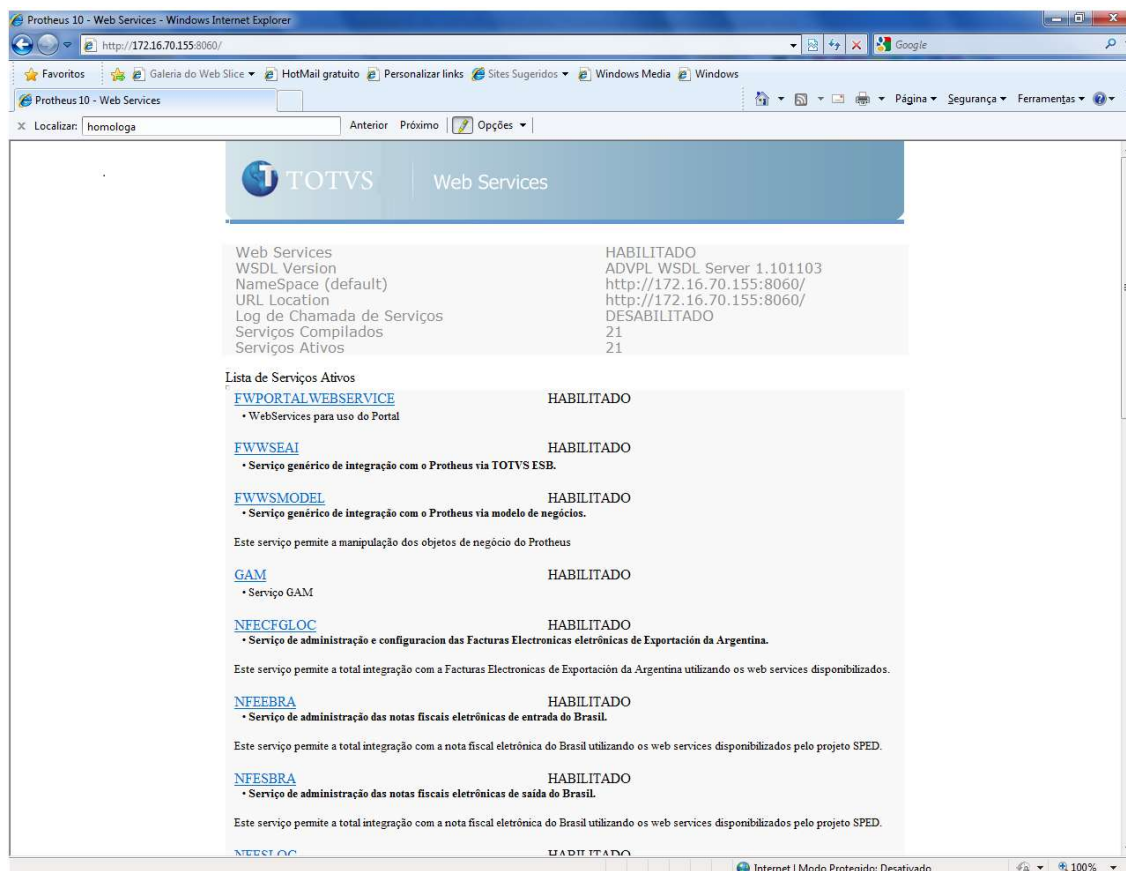 Protheus 10 - Web Services - Windows Internet Explorer
http://172.16.70.155:8060/
Google
Favoritos Galeria do Web Slice HotMail gratuito Personalizar links Sites Sugeridos Windows Media Windows
Protheus 10 - Web Services
Página Segurança Ferramentas
x Localizar: homologa Anterior Próximo Opções
TOTVS Web Services
Web Services HABILITADO
WSDL Version ADVPL WSDL Server 1.101103
NameSpace (default) http://172.16.70.155:8060/
URL Location http://172.16.70.155:8060/
Log de Chamada de Serviços DESABILITADO
Serviços Compilados 21
Serviços Ativos 21
Lista de Serviços Ativos
FWPORTALWEBSERVICE HABILITADO
• WebServices para uso do Portal
FWWSEAI HABILITADO
• Serviço genérico de integração com o Protheus via TOTVS ESB.
FWWSMODEL HABILITADO
• Serviço genérico de integração com o Protheus via modelo de negócios.
Este serviço permite a manipulação dos objetos de negócio do Protheus
GAM HABILITADO
• Serviço GAM
NFECFGLOC HABILITADO
• Serviço de administração e configuracion das Facturas Electronicas eletrônicas de Exportación da Argentina.
Este serviço permite a total integração com a Facturas Electronicas de Exportación da Argentina utilizando os web services disponibilizados.
NFEEBRA HABILITADO
• Serviço de administração das notas fiscais eletrônicas de entrada do Brasil.
Este serviço permite a total integração com a nota fiscal eletrônica do Brasil utilizando os web services disponibilizados pelo projeto SPED.
NFESBRA HABILITADO
• Serviço de administração das notas fiscais eletrônicas de saída do Brasil.
Este serviço permite a total integração com a nota fiscal eletrônica do Brasil utilizando os web services disponibilizados pelo projeto SPED.
NFESLOC HABILITADO
Internet | Modo Protegido: Desativado 100%